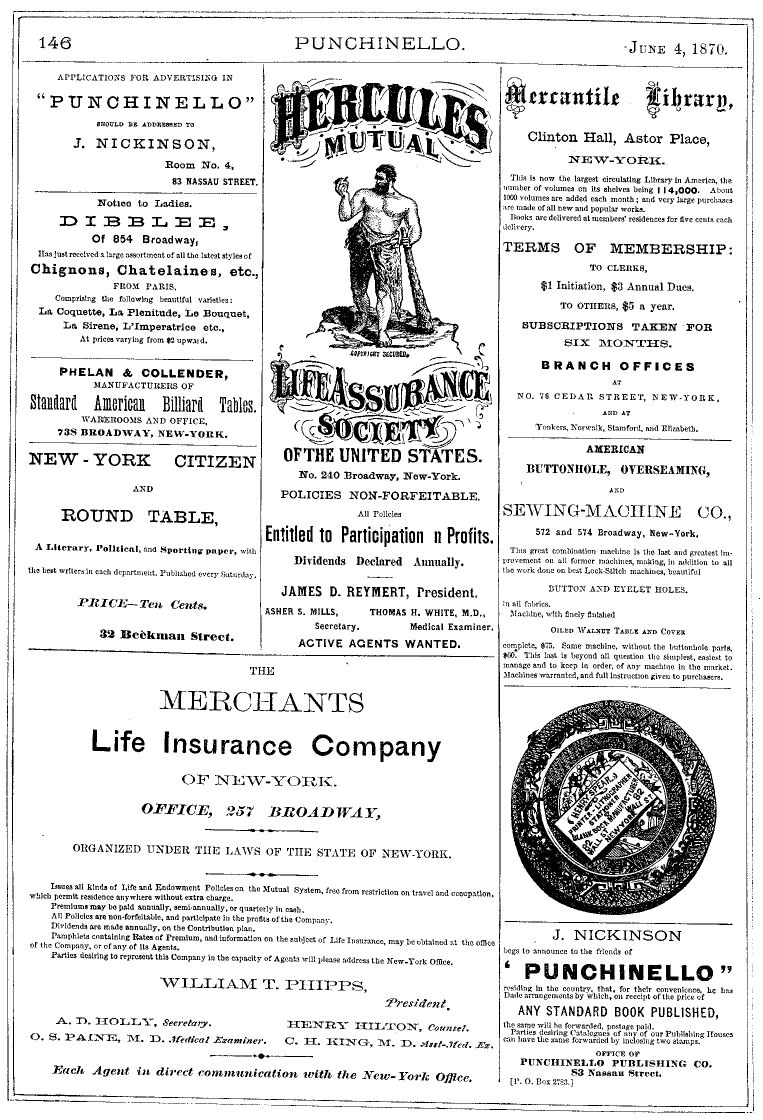 146
PUNCHINELLO.
JUNE 4, 1870.
APPLICATIONS FOR ADVERTISING IN
"PUNCHINELLO"
SHOULD BE ADDRESSED TO
J. NICKINSON,
Room No. 4,
83 NASSAU STREET.
Notice to Ladies.
DIBBLEE,
Of 854 Broadway,
Has just received a large assortment of all the latest styles of
Chignons, Chatelaines, etc.,
FROM PARIS,
Comprising the following beautiful varieties:
La Coquette, La Plenitude, Le Bouquet,
La Sirene, L'Imperatrice etc.,
At prices varying from $2 upward.
PHELAN & COLLENDER,
MANUFACTURERS OF
Standard American Billiard Tables.
WAREROOMS AND OFFICE,
738 BROADWAY, NEW-YORK.
NEW-YORK CITIZEN
AND
ROUND TABLE,
A Literary, Political, and Sporting paper, with
the best writers in each department. Published every Saturday.
PRICE—Ten Cents.
32 Beekman Street.
HERCULES
MUTUAL
COPYRIGHT SECURED.
LIFE ASSURANCE
SOCIETY
OF THE UNITED STATES.
No. 240 Broadway, New-York.
POLICIES NON-FORFEITABLE.
All Policies
Entitled to Participation n Profits.
Dividends Declared Annually.
JAMES D. REYMERT, President.
ASHER S. MILLS, THOMAS H. WHITE, M.D.,
Secretary. Medical Examiner.
ACTIVE AGENTS WANTED.
Mercantile Library,
Clinton Hall, Astor Place,
NEW-YORK.
This is now the largest circulating Library in America, the
number of volumes on its shelves being 114,000. About
1000 volumes are added each month; and very large purchases
are made of all new and popular works.
Books are delivered at members' residences for five cents each
delivery.
TERMS OF MEMBERSHIP:
TO CLERKS,
$1 Initiation, $3 Annual Dues.
TO OTHERS, $5 a year.
SUBSCRIPTIONS TAKEN FOR
SIX MONTHS.
BRANCH OFFICES
AT
NO. 76 CEDAR STREET, NEW-YORK,
AND AT
Yonkers, Norwalk, Stamford, and Elizabeth.
AMERICAN
BUTTONHOLE, OVERSEAMING,
AND
SEWING-MACHINE CO.,
572 and 574 Broadway, New-York.
This great combination machine is the last and greatest im-
provement on all former machines, making, in addition to all
the work done on best Lock-Stitch machines, beautiful
BUTTON AND EYELET HOLES.
in all fabrics.
Machine, with finely finished
OILED WALNUT TABLE AND COVER
complete, $75. Same machine, without the buttonhole parts,
$60. This last is beyond all question the simplest, easiest to
manage and to keep in order, of any machine in the market.
Machines warranted, and full instruction given to purchasers.
HENRY SPEAR
PRINTER - LITHOGRAPHER
STATIONER
BLANK BOOK MANUFACTURER
82 WALL ST.
NEW YORK
J. NICKINSON
begs to announce to the friends of
' PUNCHINELLO"
residing in the country, that, for their convenience, he has
Dade arrangements by which, on receipt of the price of
ANY STANDARD BOOK PUBLISHED,
the same will be forwarded, postage paid.
Parties desiring Catalogues of any of our Publishing Houses
can have the same forwarded by inclosing two stamps.
OFFICE OF
PUNCHINELLO PUBLISHING CO.
83 Nassau Street.
[P. O. Box 2783.]
THE
MERCHANTS
Life Insurance Company
OF NEW-YORK.
OFFICE, 257 BROADWAY,
ORGANIZED UNDER THE LAWS OF THE STATE OF NEW-YORK.
Issues all kinds of Life and Endowment Policies on the Mutual System, free from restriction on travel and occupation,
which permit residence anywhere without extra charge.
Premiums may be paid annually, semi-annually, or quarterly in cash.
All Policies are non-forfeitable, and participate in the profits of the Company.
Dividends are made annually, on the Contribution plan.
Pamphlets containing Rates of Premium, and information on the subject of Life Insurance, may be obtained at the office
of the Company, or of any of its Agents.
Parties desiring to represent this Company in the capacity of Agents will please address the New-York Office.
WILLIAM T. PHIPPS,
President.
A. D. HOLLY, Secretary. HENRY HILTON, Counsel.
O. S. PAINE, M. D. Medical Examiner. C. H. KING, M. D. Asst-Med. Ex.
Each Agent in direct communication with the New-York Office.